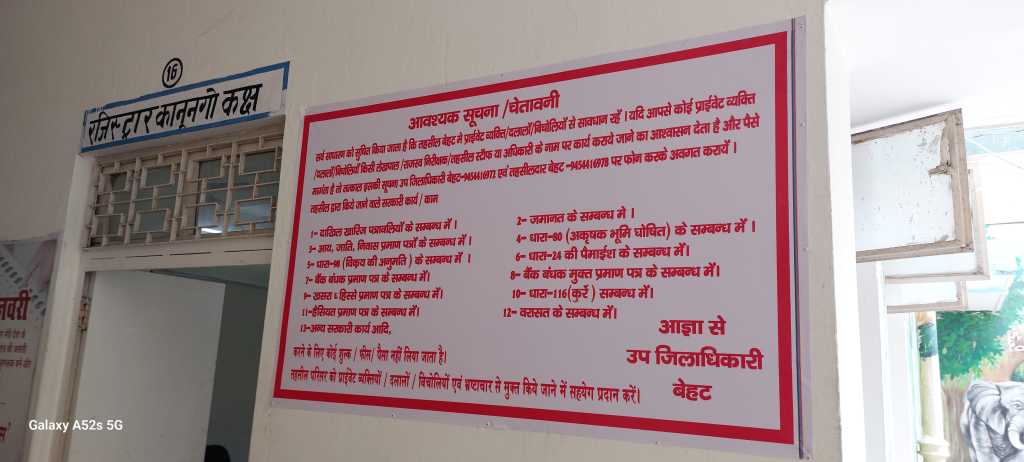 16
रजिस्ट्रार कानूनगो कक्ष
आवश्यक सूचना /चेतावनी
सर्व साधारण को सूचित किया जाता है कि तहसील बेहट मे प्राईवेट व्यक्ति/दलालों/बिचोलियों से सावधान रहें। यदि आपसे कोई प्राईवेट व्यक्ति
/दलालों/बिचोलियों किसी लेखपाल/राजस्व निरीक्षक/तहसील स्टॉफ या अधिकारी के नाम पर कार्य कराये जाने का आश्वासन देता है और पैसे
मागंता है तो तत्काल इसकी सूचना उप जिलाधिकारी बेहट-9454416972 एवं तहसीलदार बेहट -9454416978 पर फोन करके अवगत करायें।
तहसील द्वारा किये जाने वाले सरकारी कार्य / काम
1- दाखिल खारिज पत्रावलियों के सम्बन्ध में।
2- जमानत के सम्बन्ध मे।
3- आय, जाति, निवास प्रमाण पत्रों के सम्बन्ध में।
4- धारा-80 (अकृषक भूमि घोषित) के सम्बन्ध में।
5- धारा-98 (विक्रय की अनुमति) के सम्बन्ध में।
6- धारा-24 की पैमाईश के सम्बन्ध में।
7- बैंक बंधक प्रमाण पत्र के सम्बन्ध में।
8- बैंक बंधक मुक्त प्रमाण पत्र के सम्बन्ध में।
9- खसरा व हिस्से प्रमाण पत्र के सम्बन्ध में।
10- धारा-116(कुर्रे) सम्बन्ध में।
11-हैसियत प्रमाण पत्र के सम्बन्ध में।
12- वरासत के सम्बन्ध में।
13-अन्य सरकारी कार्य आदि,
करने के लिए कोई शुल्क / फीस/ पैसा नहीं लिया जाता है।
तहसील परिसर को प्राईवेट व्यक्तियों / दलालों / बिचोलियों एवं भ्रष्टाचार से मुक्त किये जाने में सहयेग प्रदान करें।
आज्ञा से
उप जिलाधिकारी
बेहट
Galaxy A52s 5G